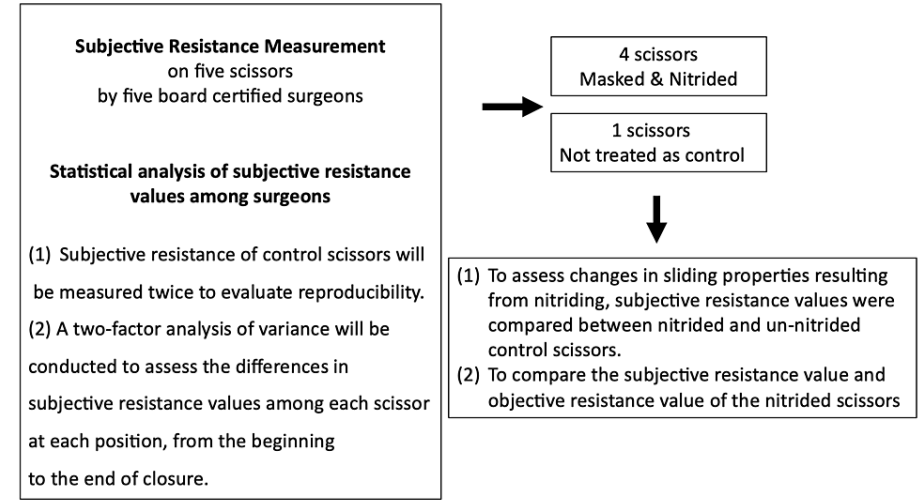 Subjective Resistance Measurement
on five scissors
by five board certified surgeons
Statistical analysis of subjective resistance
values among surgeons
(1) Subjective resistance of control scissors will
be measured twice to evaluate reproducibility.
(2) A two-factor analysis of variance will be
conducted to assess the differences in
subjective resistance values among each scissor
at each position, from the beginning
to the end of closure.
4 scissors
Masked & Nitrided
1 scissors
Not treated as control
(1) To assess changes in sliding properties resulting
from nitriding, subjective resistance values were
compared between nitrided and un-nitrided
control scissors.
(2) To compare the subjective resistance value and
objective resistance value of the nitrided scissors